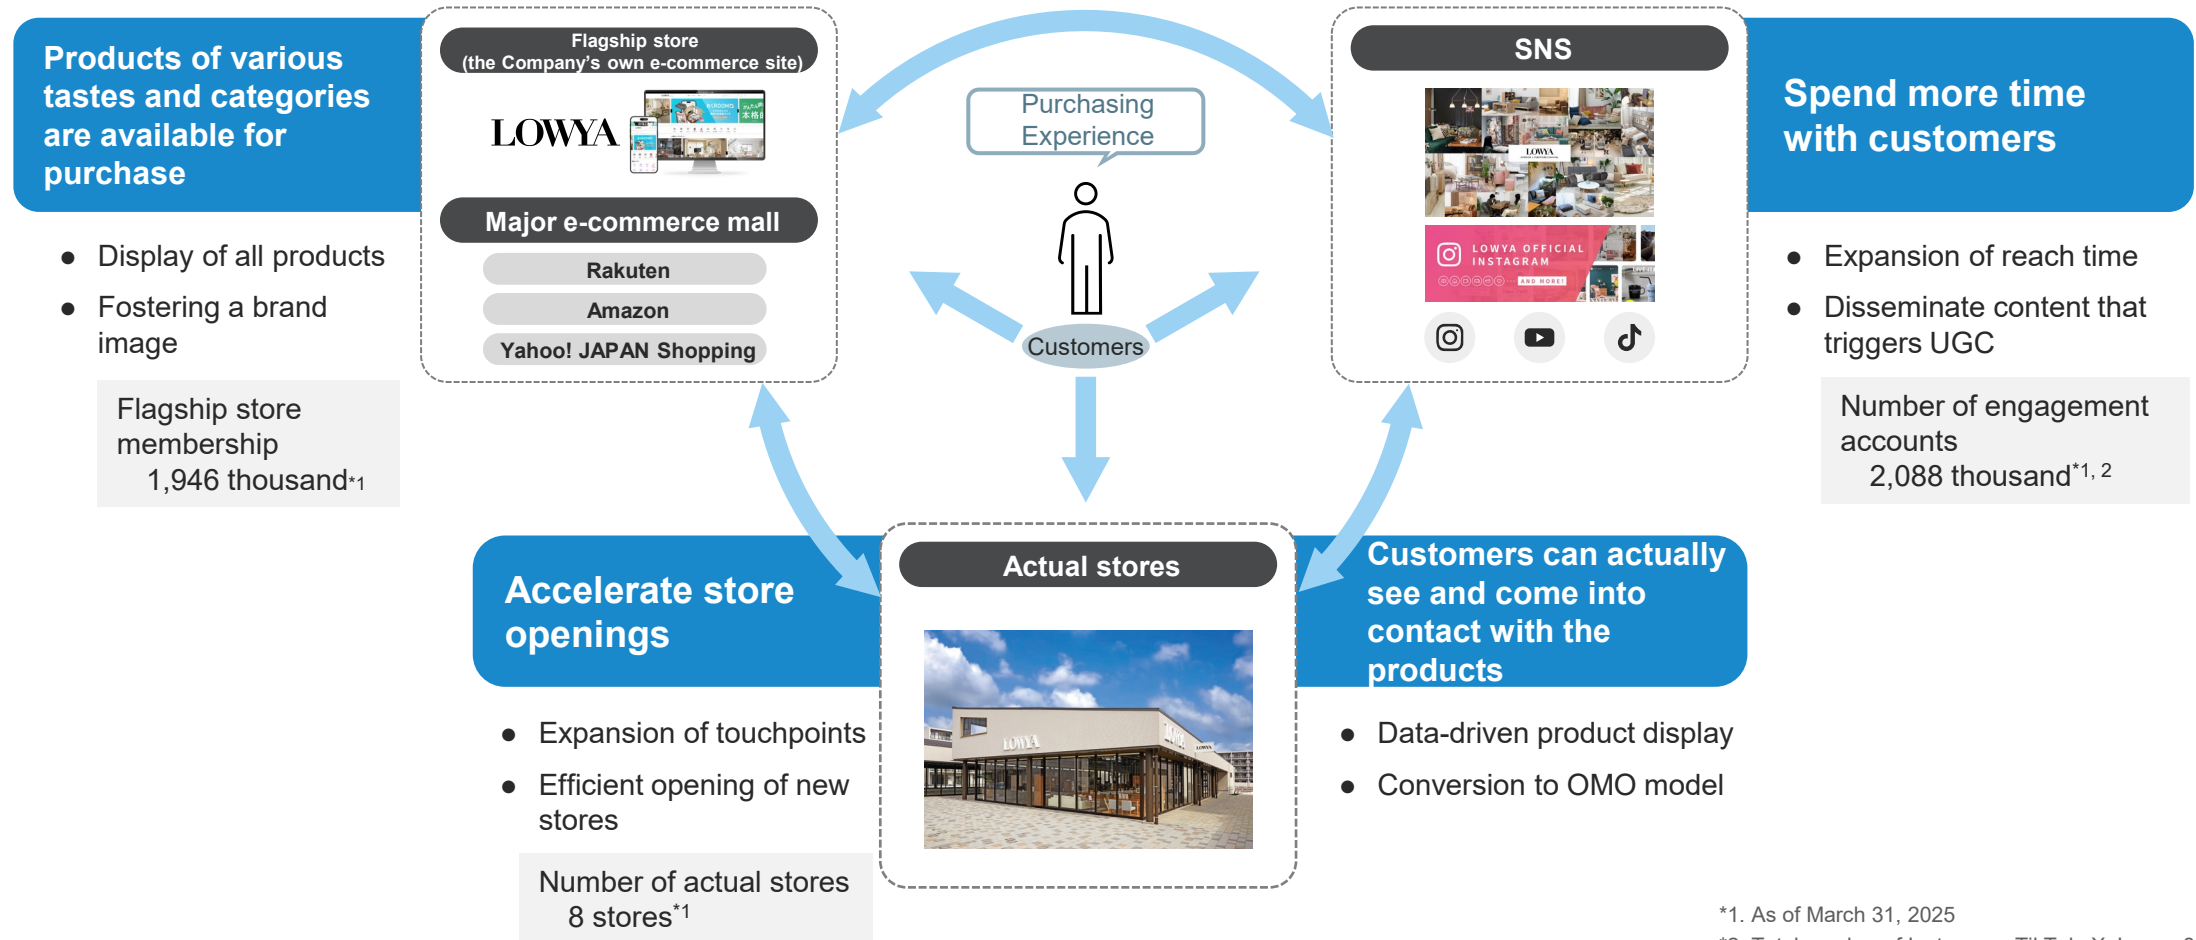 Products of various
tastes and categories
are available for
purchase
● Display of all products
● Fostering a brand
image
Flagship store
membership
1,946 thousand*1
Flagship store
(the Company's own e-commerce site)
LOWYA
Major e-commerce mall
Rakuten
Amazon
Yahoo! JAPAN Shopping
Purchasing
Experience
Customers
SNS
LOWYA
LOWYA OFFICIAL
INSTAGRAM
AND MORE!
Spend more time
with customers
● Expansion of reach time
● Disseminate content that
triggers UGC
Number of engagement
accounts
2,088 thousand*1, 2
Accelerate store
openings
● Expansion of touchpoints
● Efficient opening of new
stores
Number of actual stores
8 stores*1
Actual stores
LOWYA
LOWYA
LOWYA
Customers can actually
see and come into
contact with the
products
● Data-driven product display
● Conversion to OMO model
*1. As of March 31, 2025